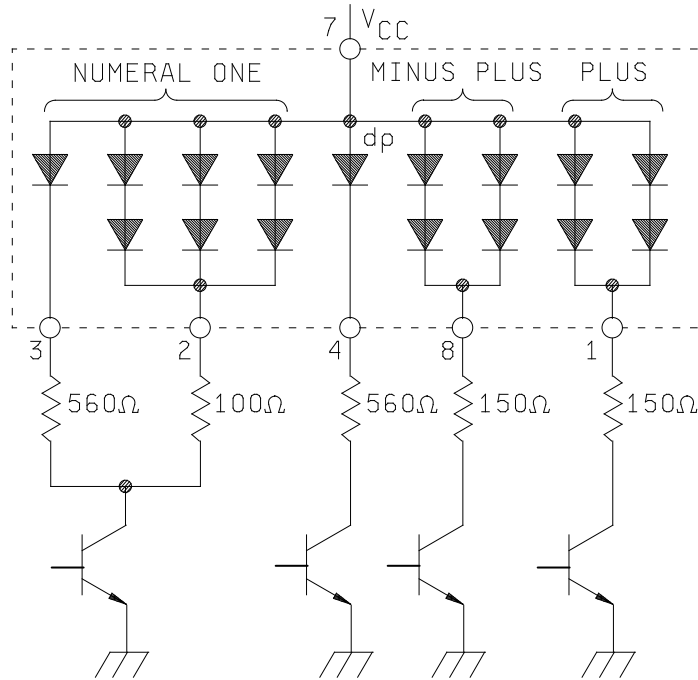 7 VCC
NUMERAL ONE MINUS PLUS PLUS
dp
3 2 4 8 1
560Ω 100Ω 560Ω 150Ω 150Ω